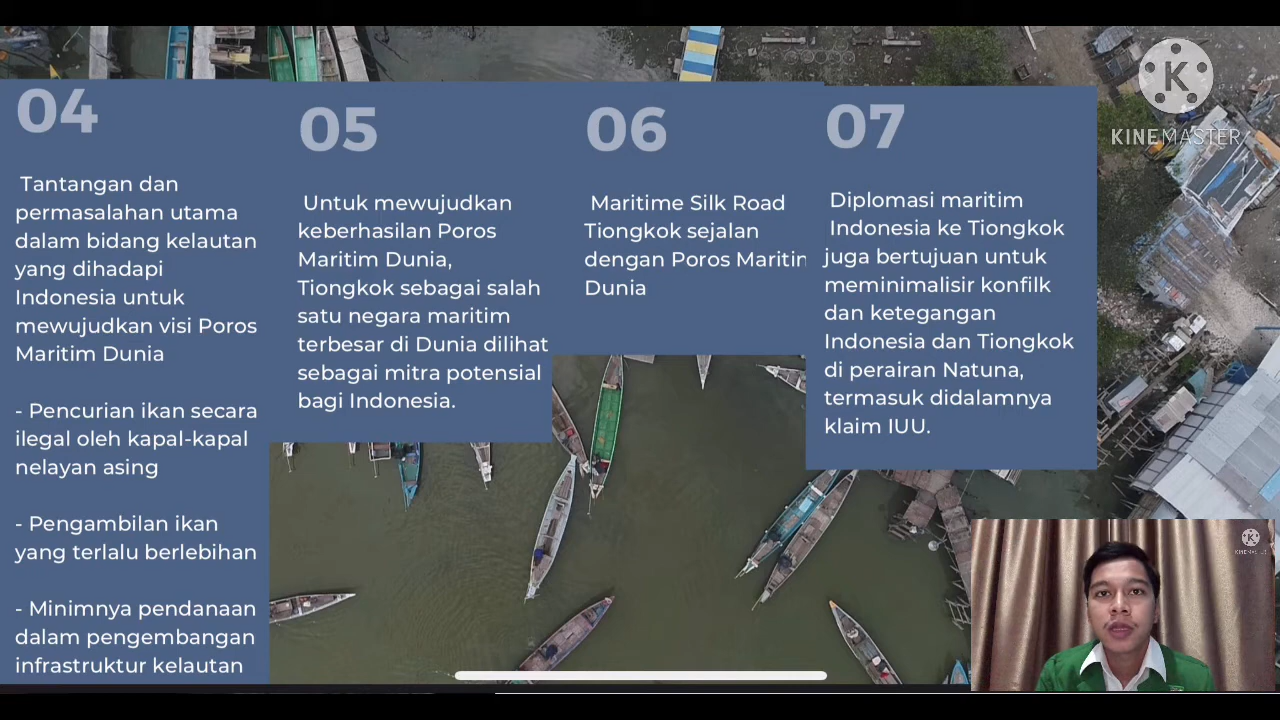 04
Tantangan dan
permasalahan utama
dalam bidang kelautan
yang dihadapi
Indonesia untuk
mewujudkan visi Poros
Maritim Dunia
- Pencurian ikan secara
ilegal oleh kapal-kapal
nelayan asing
- Pengambilan ikan
yang terlalu berlebihan
- Minimnya pendanaan
dalam pengembangan
infrastruktur kelautan
05
Untuk mewujudkan
keberhasilan Poros
Maritim Dunia,
Tiongkok sebagai salah
satu negara maritim
terbesar di Dunia dilihat
sebagai mitra potensial
bagi Indonesia.
06
Maritime Silk Road
Tiongkok sejalan
dengan Poros Maritin
Dunia
07
Diplomasi maritim
Indonesia ke Tiongkok
juga bertujuan untuk
meminimalisir konfilk
dan ketegangan
Indonesia dan Tiongkok
di perairan Natuna,
termasuk didalamnya
klaim IUU.
K
KINEMASTER